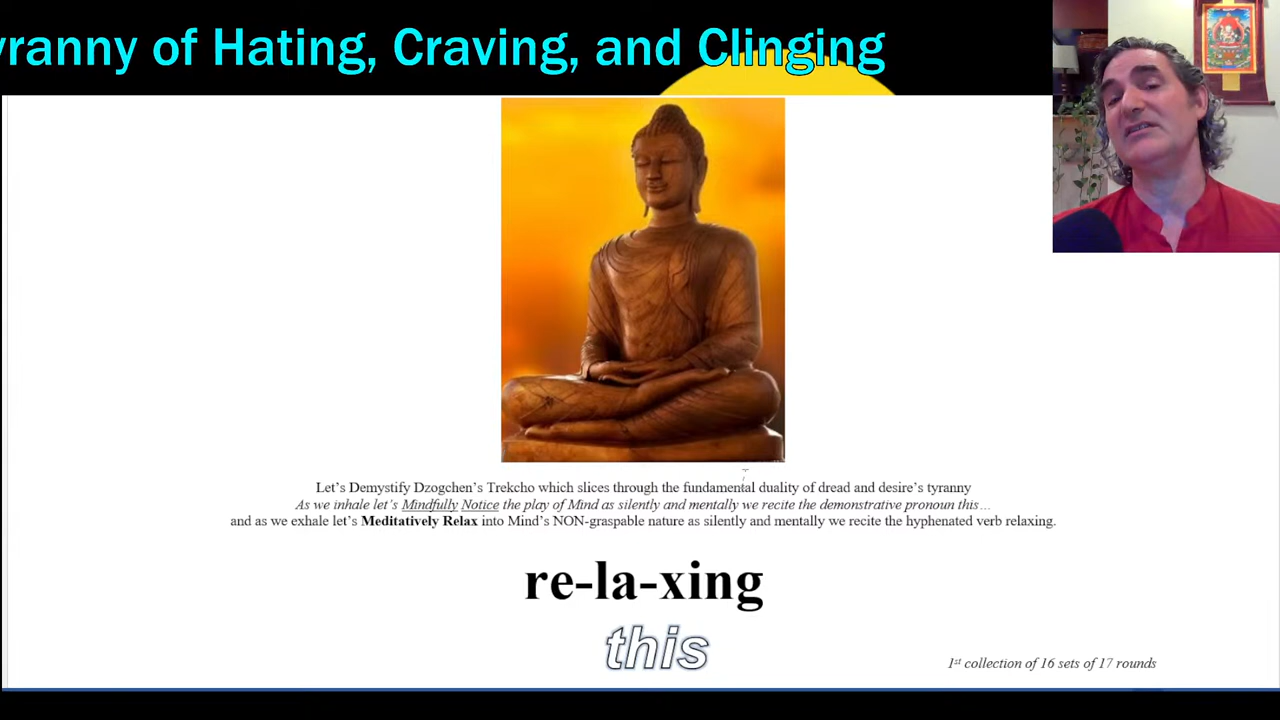 yranny of Hating, Craving, and Clinging
Let's Demystify Dzogchen's Trekcho which slices through the fundamental duality of dread and desire's tyranny
As we inhale let's Mindfully Notice the play of Mind as silently and mentally we recite the demonstrative pronoun this…
and as we exhale let's Meditatively Relax into Mind's NON-graspable nature as silently and mentally we recite the hyphenated verb relaxing.
re-la-xing
this
1st collection of 16 sets of 17 rounds